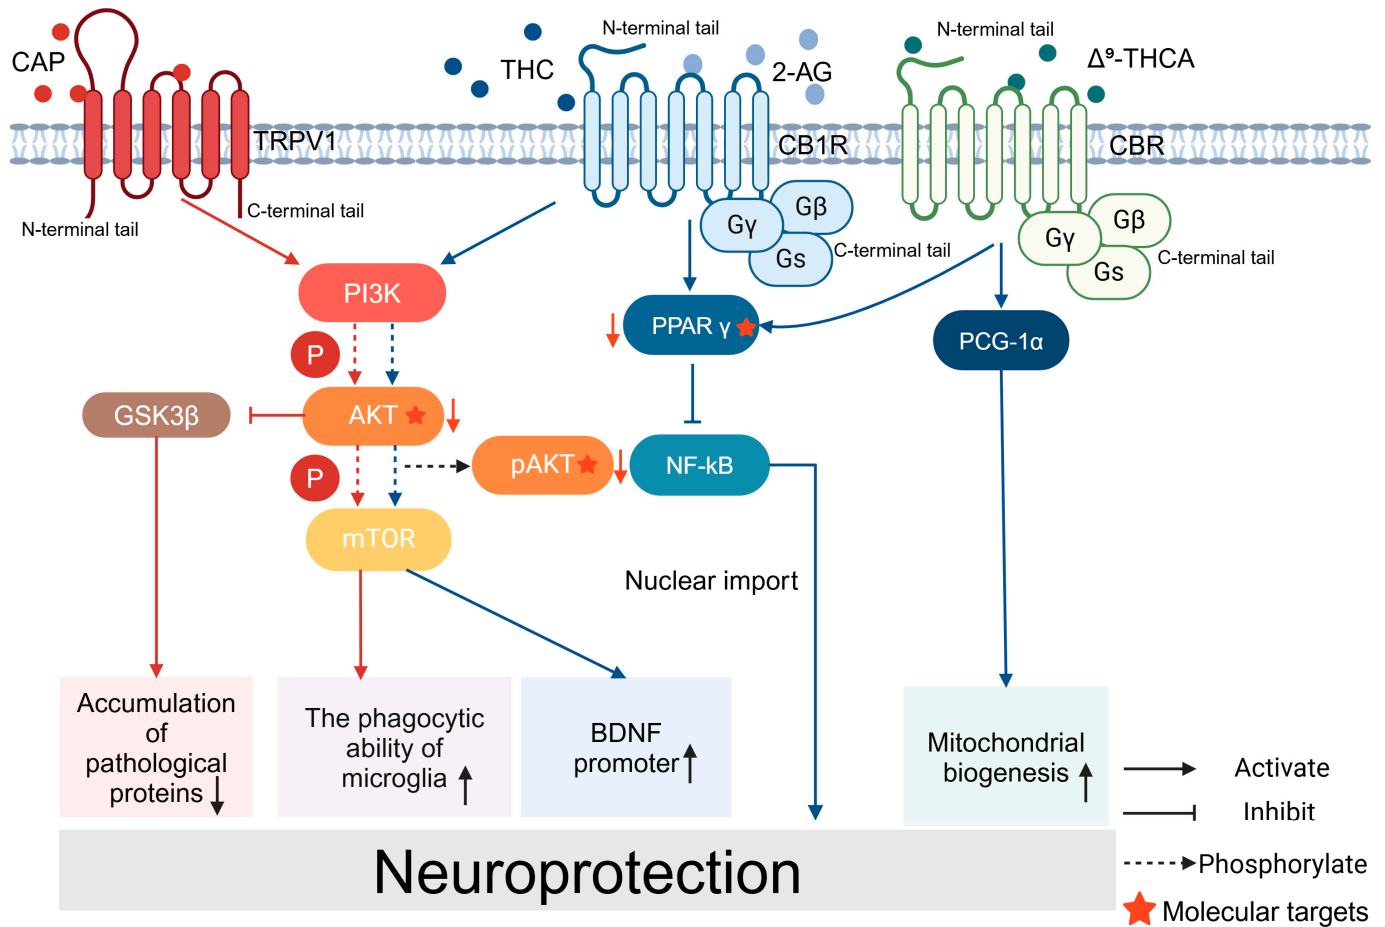 N-terminal tail
N-terminal tail
CAP
THC
2-AG
Δ⁹-THCA
TRPV1
CB1R
CBR
N-terminal tail
C-terminal tail
Gγ
Gβ
Gs
C-terminal tail
Gγ
Gβ
Gs
C-terminal tail
PI3K
PPAR γ
PCG-1α
P
GSK3β
AKT
P
pAKT
NF-kB
mTOR
Nuclear import
Accumulation
of
pathological
proteins
The phagocytic
ability of
microglia
BDNF
promoter
Mitochondrial
biogenesis
Activate
Inhibit
Phosphorylate
Molecular targets
Neuroprotection